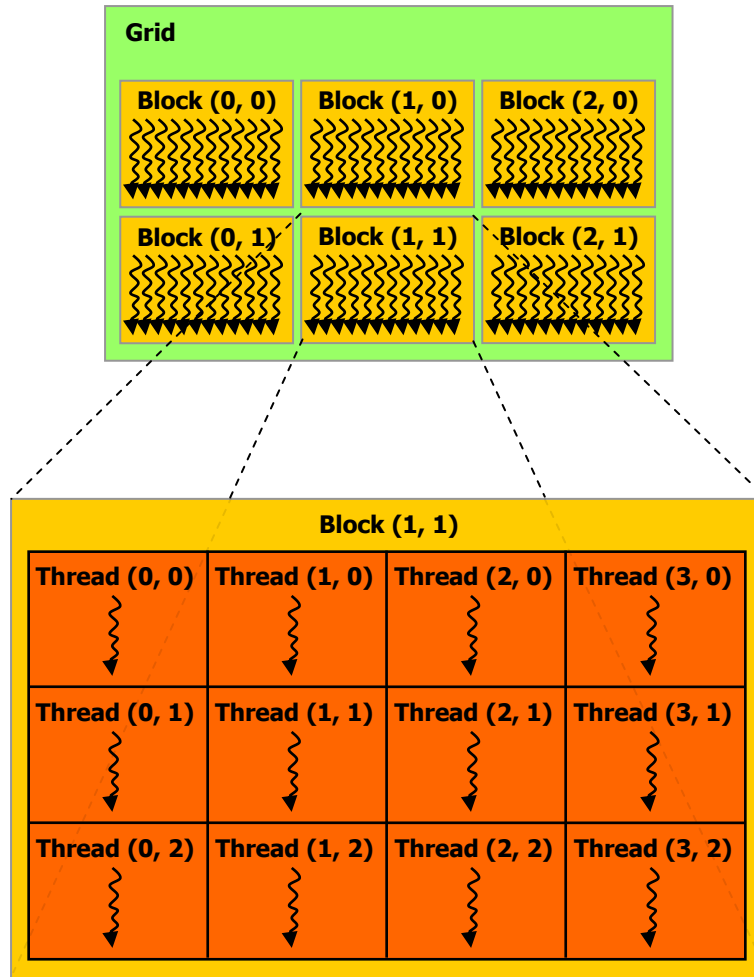 Grid
Block (0, 0) Block (1, 0) Block (2, 0)
Block (0, 1) Block (1, 1) Block (2, 1)
Block (1, 1)
Thread (0, 0) Thread (1, 0) Thread (2, 0) Thread (3, 0)
Thread (0, 1) Thread (1, 1) Thread (2, 1) Thread (3, 1)
Thread (0, 2) Thread (1, 2) Thread (2, 2) Thread (3, 2)